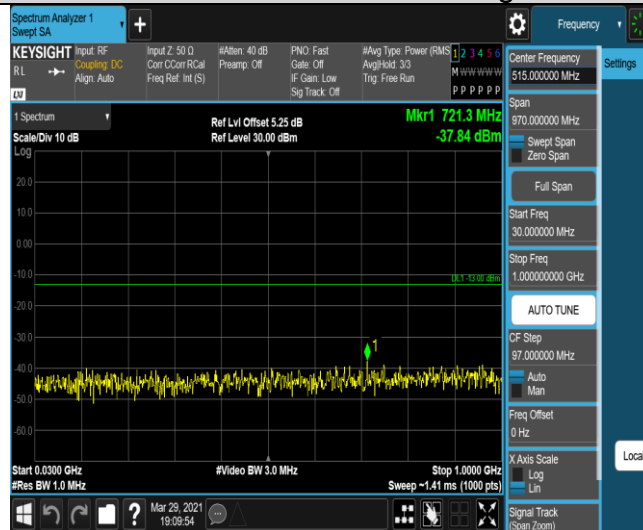 Spectrum Analyzer 1
Swept SA
Frequency
KEYSIGHT
R L
LXI
Input: RF
Coupling: DC
Align: Auto
Input Z: 50 Ω
Corr CCorr RCal
Freq Ref: Int (S)
#Atten: 40 dB
Preamp: Off
PNO: Fast
Gate: Off
IF Gain: Low
Sig Track: Off
#Avg Type: Power (RMS
Avg|Hold: 3/3
Trig: Free Run
1 2 3 4 5 6
M W W W W W
P P P P P P
1 Spectrum
Scale/Div 10 dB
Log
Ref Lvl Offset 5.25 dB
Ref Level 30.00 dBm
Mkr1 721.3 MHz
-37.84 dBm
20.0
10.0
0.00
-10.0
DL1 -13.00 dBm
-20.0
-30.0
1
-40.0
-50.0
-60.0
Start 0.0300 GHz
#Res BW 1.0 MHz
#Video BW 3.0 MHz
Stop 1.0000 GHz
Sweep ~1.41 ms (1000 pts)
Mar 29, 2021
19:09:54
Center Frequency
515.000000 MHz
Settings
Span
970.000000 MHz
Swept Span
Zero Span
Full Span
Start Freq
30.000000 MHz
Stop Freq
1.000000000 GHz
AUTO TUNE
CF Step
97.000000 MHz
Auto
Man
Freq Offset
0 Hz
X Axis Scale
Log
Lin
Local
Signal Track
(Span Zoom)